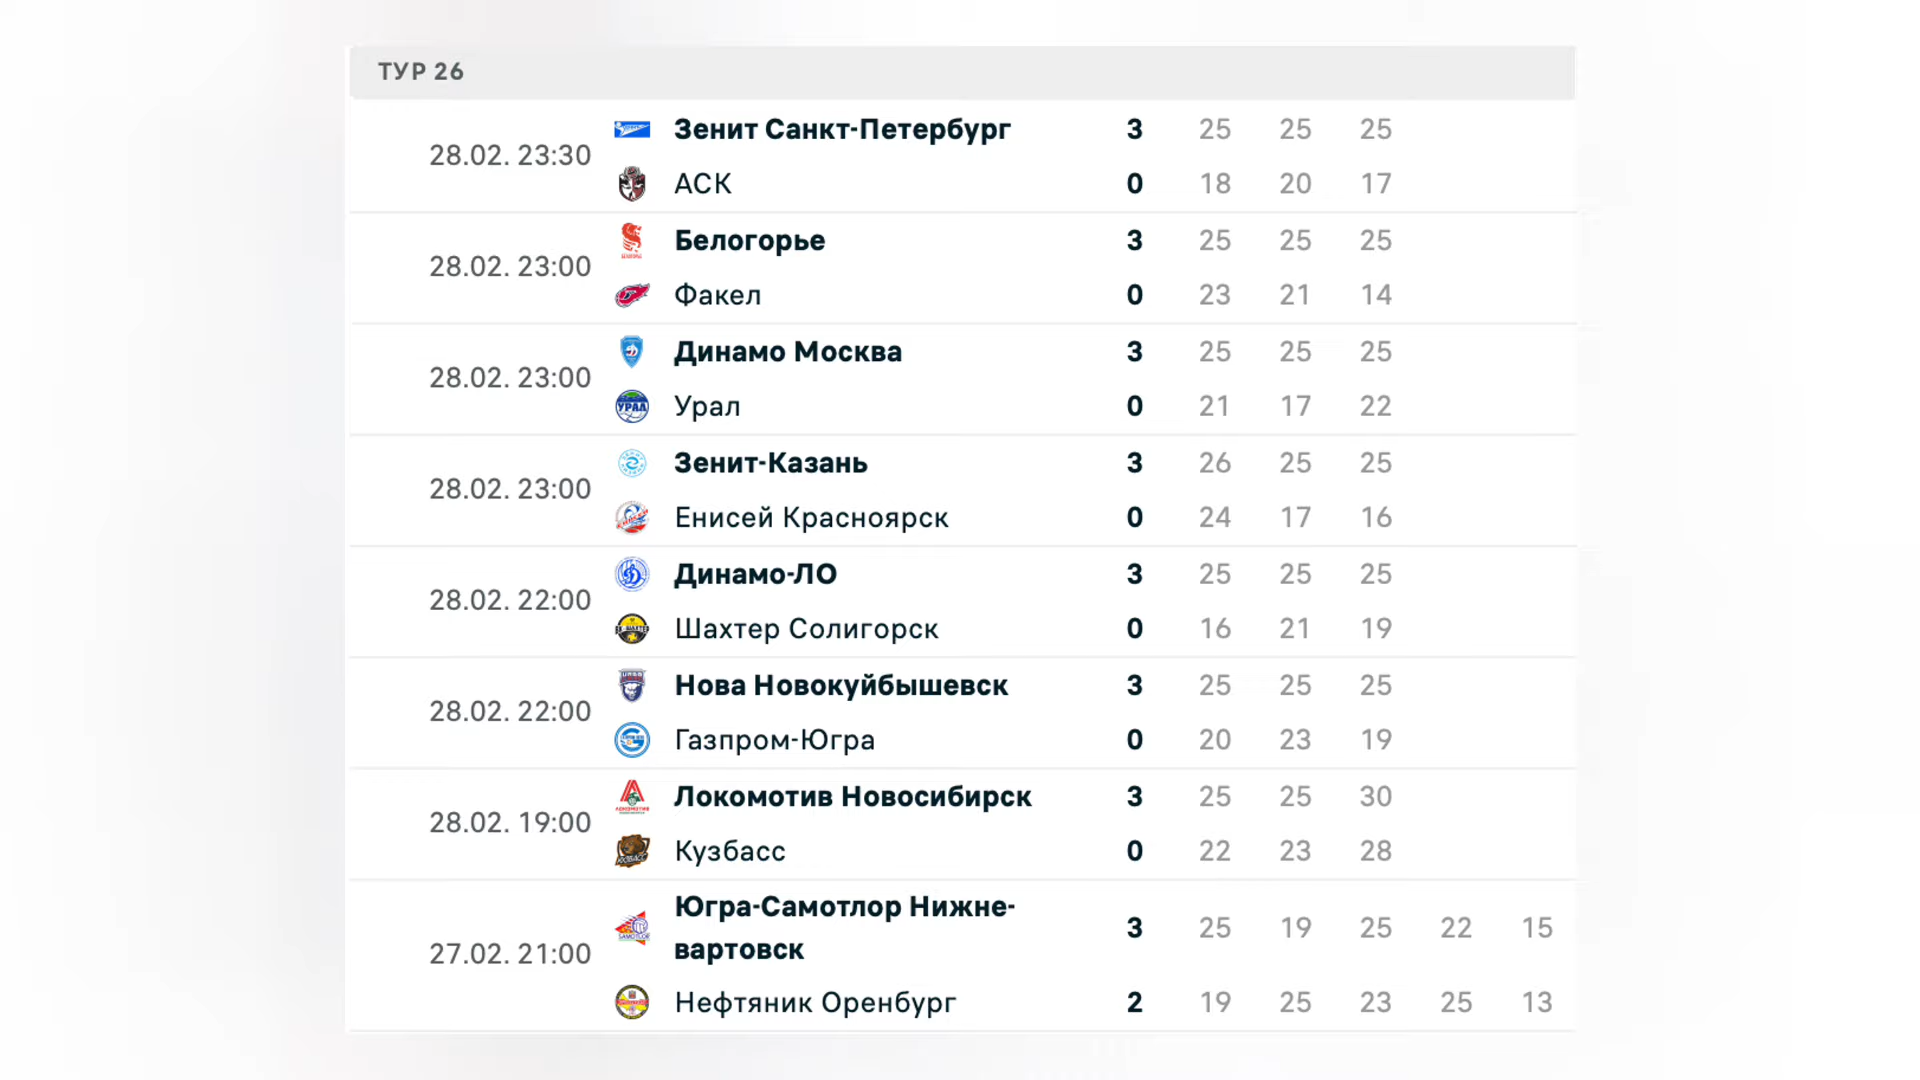 ТУР 26
28.02. 23:30
Зенит Санкт-Петербург 3 25 25 25
АСК 0 18 20 17
28.02. 23:00
Белогорье 3 25 25 25
Факел 0 23 21 14
28.02. 23:00
Динамо Москва 3 25 25 25
Урал 0 21 17 22
28.02. 23:00
Зенит-Казань 3 26 25 25
Енисей Красноярск 0 24 17 16
28.02. 22:00
Динамо-ЛО 3 25 25 25
Шахтер Солигорск 0 16 21 19
28.02. 22:00
Нова Новокуйбышевск 3 25 25 25
Газпром-Югра 0 20 23 19
28.02. 19:00
Локомотив Новосибирск 3 25 25 30
Кузбасс 0 22 23 28
27.02. 21:00
Югра-Самотлор Нижне-
вартовск 3 25 19 25 22 15
Нефтяник Оренбург 2 19 25 23 25 13